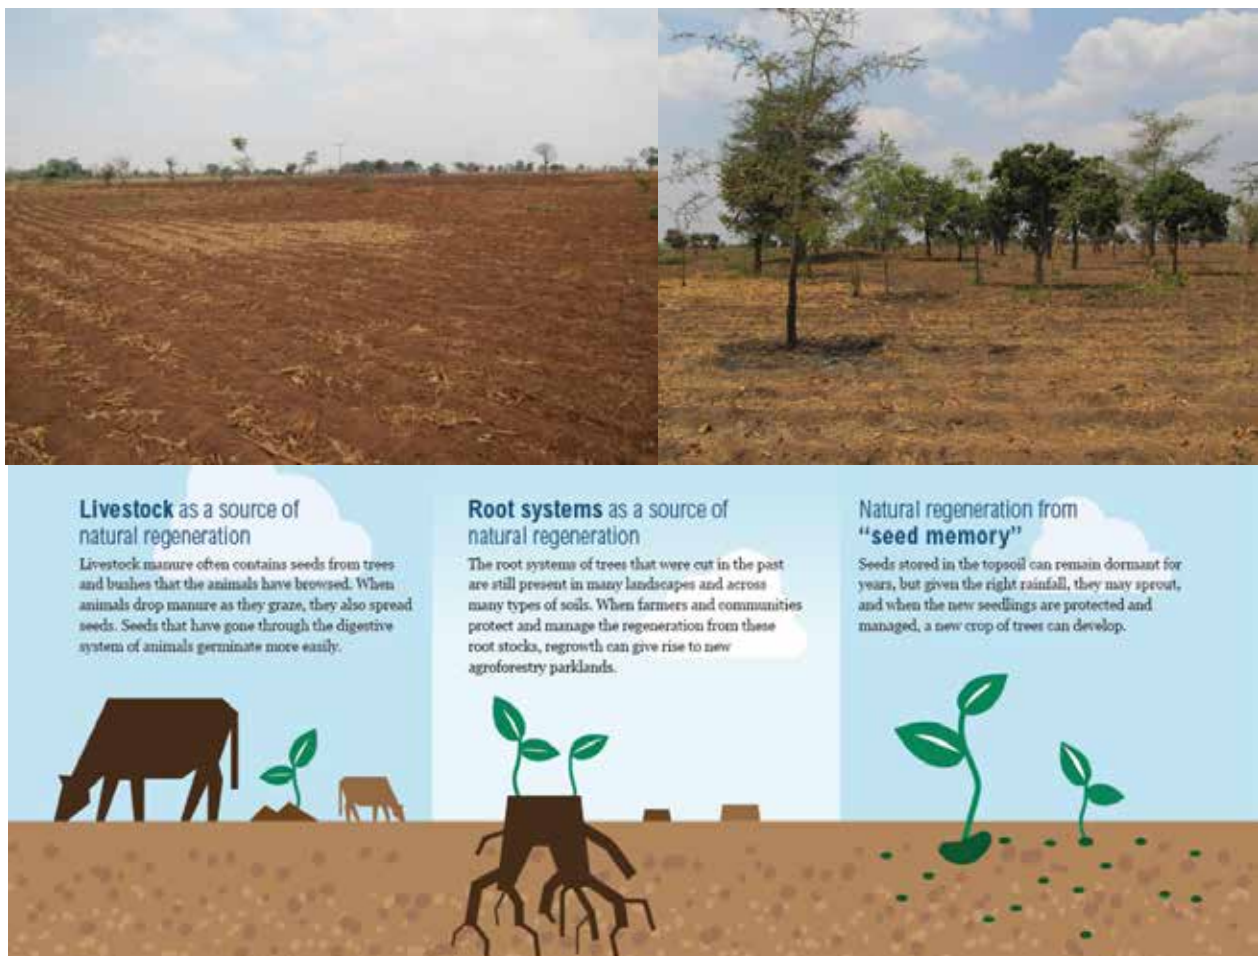 Livestock as a source of
natural regeneration
Livestock manure often contains seeds from trees
and bushes that the animals have browsed. When
animals drop manure as they graze, they also spread
seeds. Seeds that have gone through the digestive
system of animals germinate more easily.
Root systems as a source of
natural regeneration
The root systems of trees that were cut in the past
are still present in many landscapes and across
many types of soils. When farmers and communities
protect and manage the regeneration from these
root stocks, regrowth can give rise to new
agroforestry parklands.
Natural regeneration from
“seed memory”
Seeds stored in the topsoil can remain dormant for
years, but given the right rainfall, they may sprout,
and when the new seedlings are protected and
managed, a new crop of trees can develop.